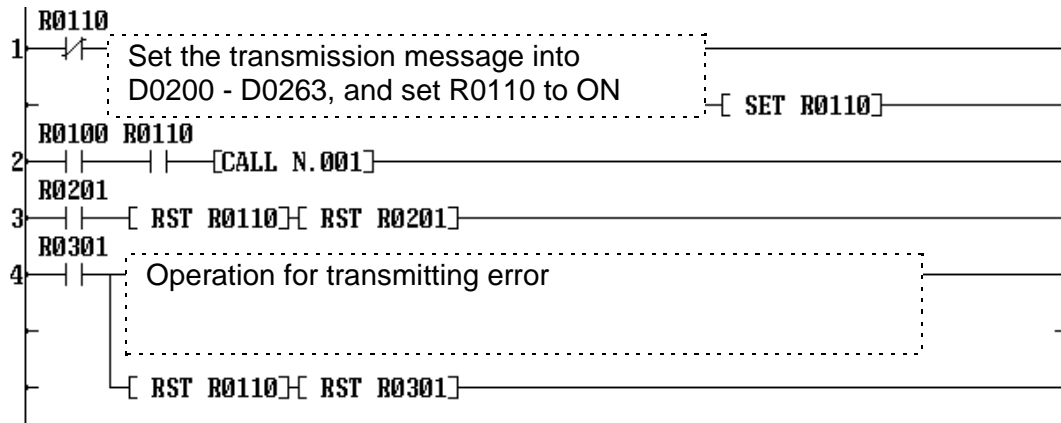 R0110
1
Set the transmission message into
D0200 - D0263, and set R0110 to ON
[ SET R0110]
R0100 R0110
2 [CALL N.001]
R0201
3 [ RST R0110] [ RST R0201]
R0301
4 Operation for transmitting error
[ RST R0110] [ RST R0301]